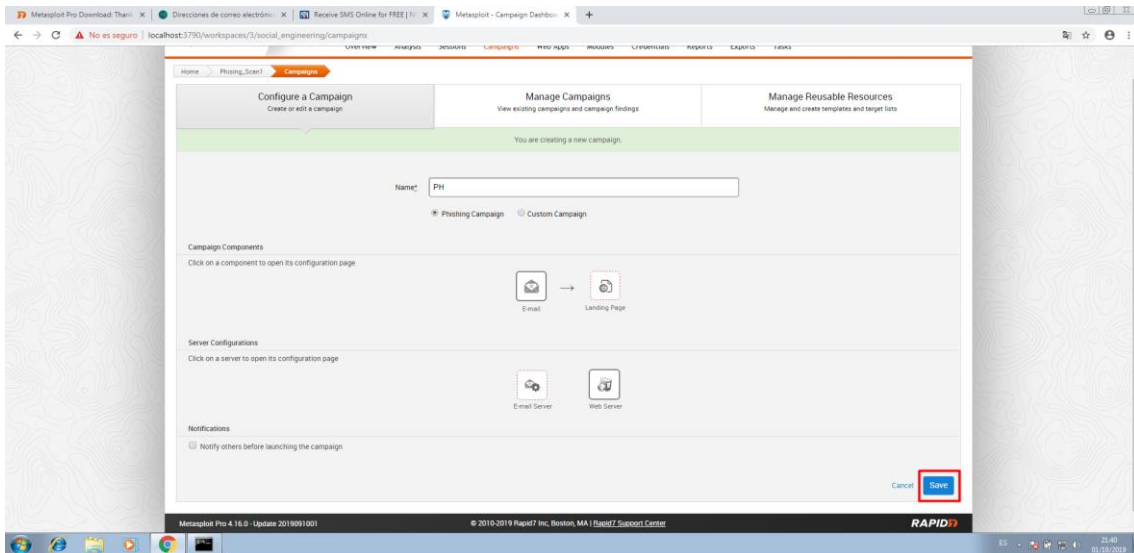 Metasploit Pro Download: Thank
Direcciones de correo electrónic
Receive SMS Online for FREE |
Metasploit - Campaign Dashboa
No es seguro | localhost:3790/workspaces/3/social_engineering/campaigns
Overview Analysis Sessions Campaigns Web Apps Modules Credentials Reports Exports Tasks
Home Phising_Scan1 Campaigns
Configure a Campaign
Create or edit a campaign
Manage Campaigns
View existing campaigns and campaign findings
Manage Reusable Resources
Manage and create templates and target lists
You are creating a new campaign.
Name* PH
Phishing Campaign Custom Campaign
Campaign Components
Click on a component to open its configuration page
E-mail Landing Page
Server Configurations
Click on a server to open its configuration page
E-mail Server Web Server
Notifications
Notify others before launching the campaign
Cancel Save
Metasploit Pro 4.16.0 - Update 2019091001
© 2010-2019 Rapid7 Inc, Boston, MA | Rapid7 Support Center
RAPID7
ES
21:40
01/10/2019